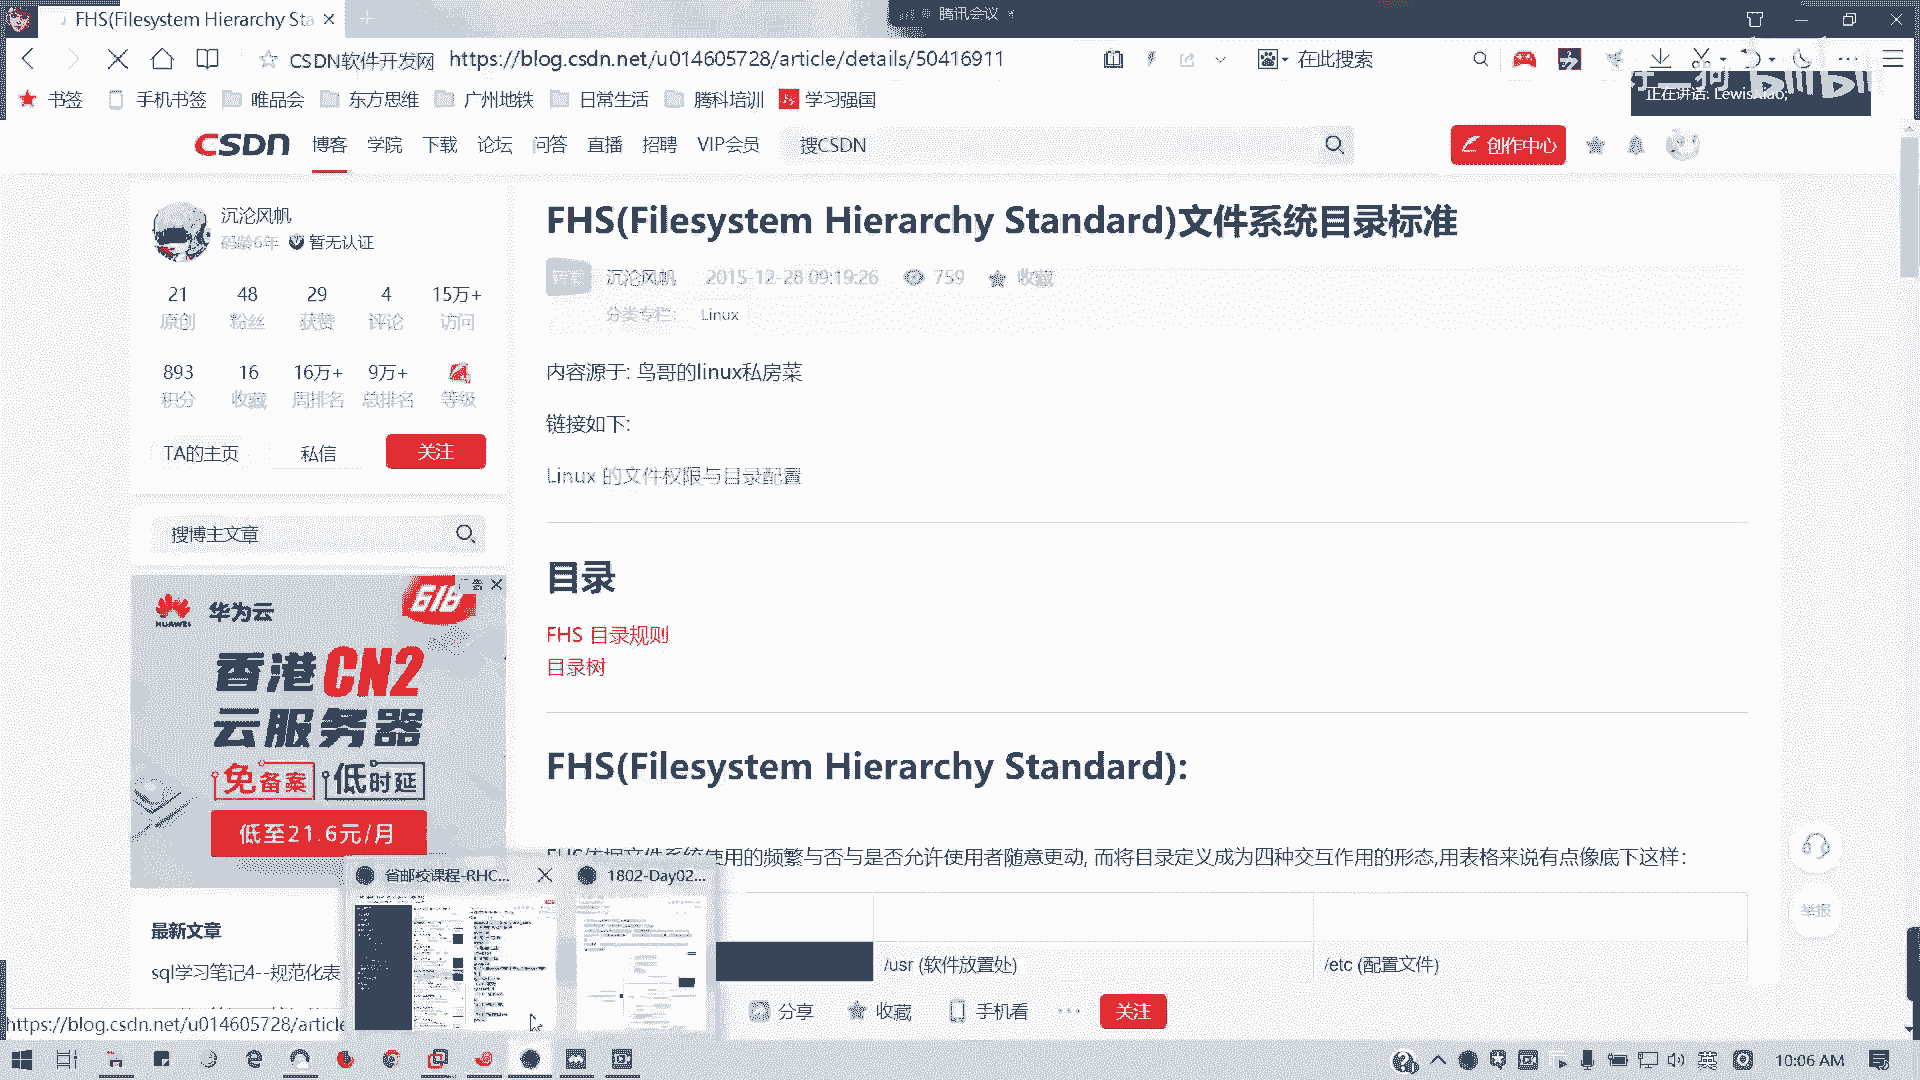 FHS(Filesystem Hierarchy Sta
腾讯会议
CSDN软件开发网 https://blog.csdn.net/u014605728/article/details/50416911
在此搜索
书签 手机书签 唯品会 东方思维 广州地铁 日常生活 腾科培训 学习强国
正在讲话: LewisXiao;
bilibili
CSDN 博客 学院 下载 论坛 问答 直播 招聘 VIP会员 搜CSDN 创作中心
沉沦风帆
码龄6年 暂无认证
21 48 29 4 15万+
原创 粉丝 获赞 评论 访问
893 16 16万+ 9万+
积分 收藏 周排名 总排名 等级
TA的主页 私信 关注
搜博主文章
广告
HUAWEI 华为云 618
香港CN2
云服务器
免备案 低时延
低至21.6元/月
最新文章
sql学习笔记4--规范化表
https://blog.csdn.net/u014605728/article
FHS(Filesystem Hierarchy Standard)文件系统目录标准
沉沦风帆 2015-12-28 09:19:26 759 收藏
分类专栏: Linux
内容源于: 鸟哥的linux私房菜
链接如下:
Linux 的文件权限与目录配置
目录
FHS 目录规则
目录树
FHS(Filesystem Hierarchy Standard):
FHS依据文件系统使用的频繁与否与是否允许使用者随意更动, 而将目录定义成为四种交互作用的形态,用表格来说有点像底下这样:
/usr (软件放置处) /etc (配置文件)
分享 收藏 手机看 关注
举报
省邮校课程-RHC... 1802-Day02...
英 10:06 AM